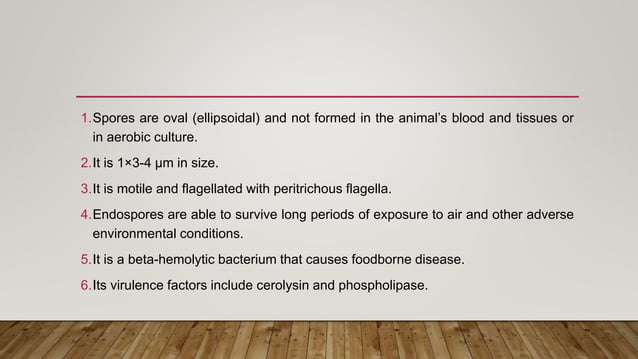 1.Spores are oval (ellipsoidal) and not formed in the animal's blood and tissues or
in aerobic culture.
2.It is 1×3-4 μm in size.
3.It is motile and flagellated with peritrichous flagella.
4.Endospores are able to survive long periods of exposure to air and other adverse
environmental conditions.
5.It is a beta-hemolytic bacterium that causes foodborne disease.
6.Its virulence factors include cerolysin and phospholipase.